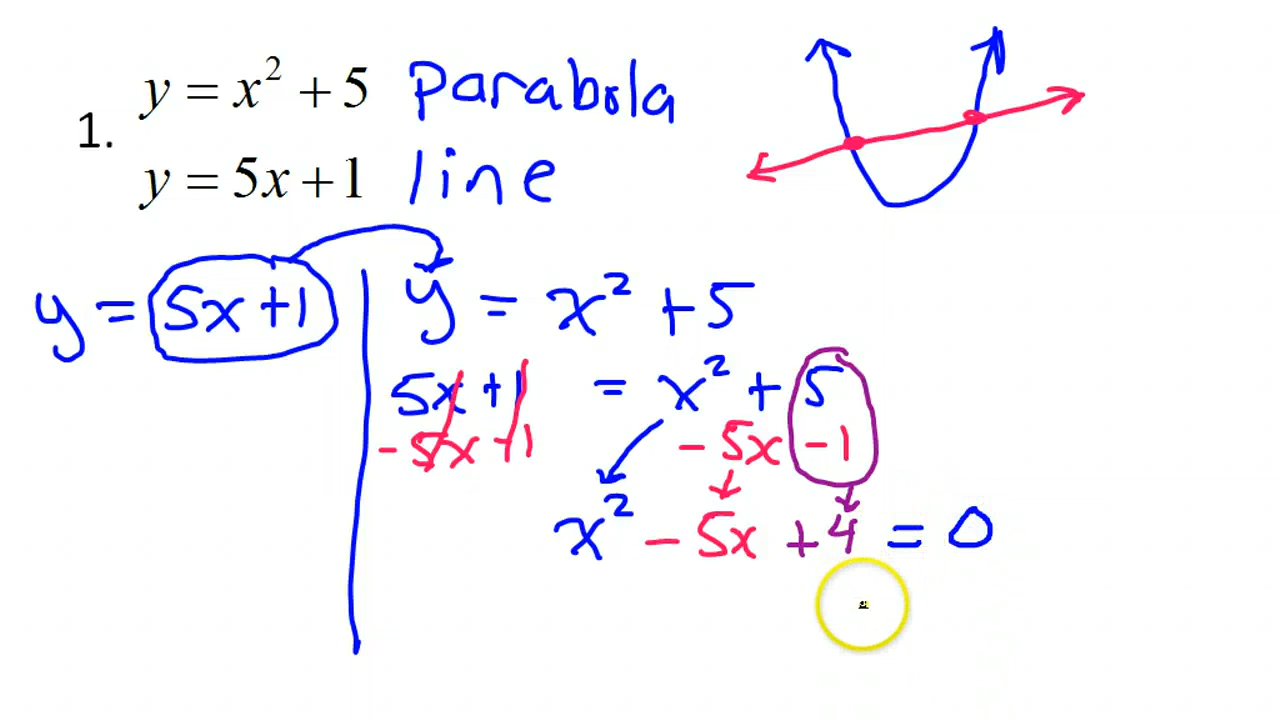 1.
y = x² + 5 parabola
y = 5x + 1 line
y = 5x + 1
y = x² + 5
5x + 1 = x² + 5
- 5x - 1 - 5x - 1
x² - 5x + 4 = 0